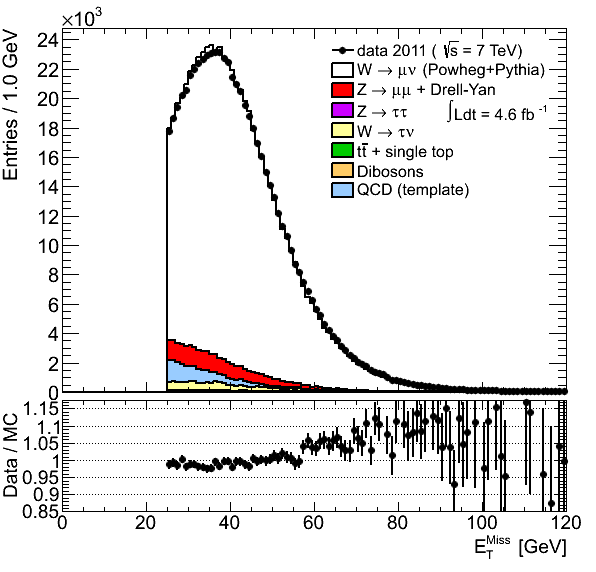 ×10³
Entries / 1.0 GeV
24
22
20
18
16
14
12
10
8
6
4
2
0
data 2011 ( √s = 7 TeV)
W → μν (Powheg+Pythia)
Z → μμ + Drell-Yan
Z → ττ
∫Ldt = 4.6 fb⁻¹
W → τν
tt̄ + single top
Dibosons
QCD (template)
Data / MC
1.15
1.1
1.05
1
0.95
0.9
0.85
0 20 40 60 80 100 120
E_T^Miss [GeV]